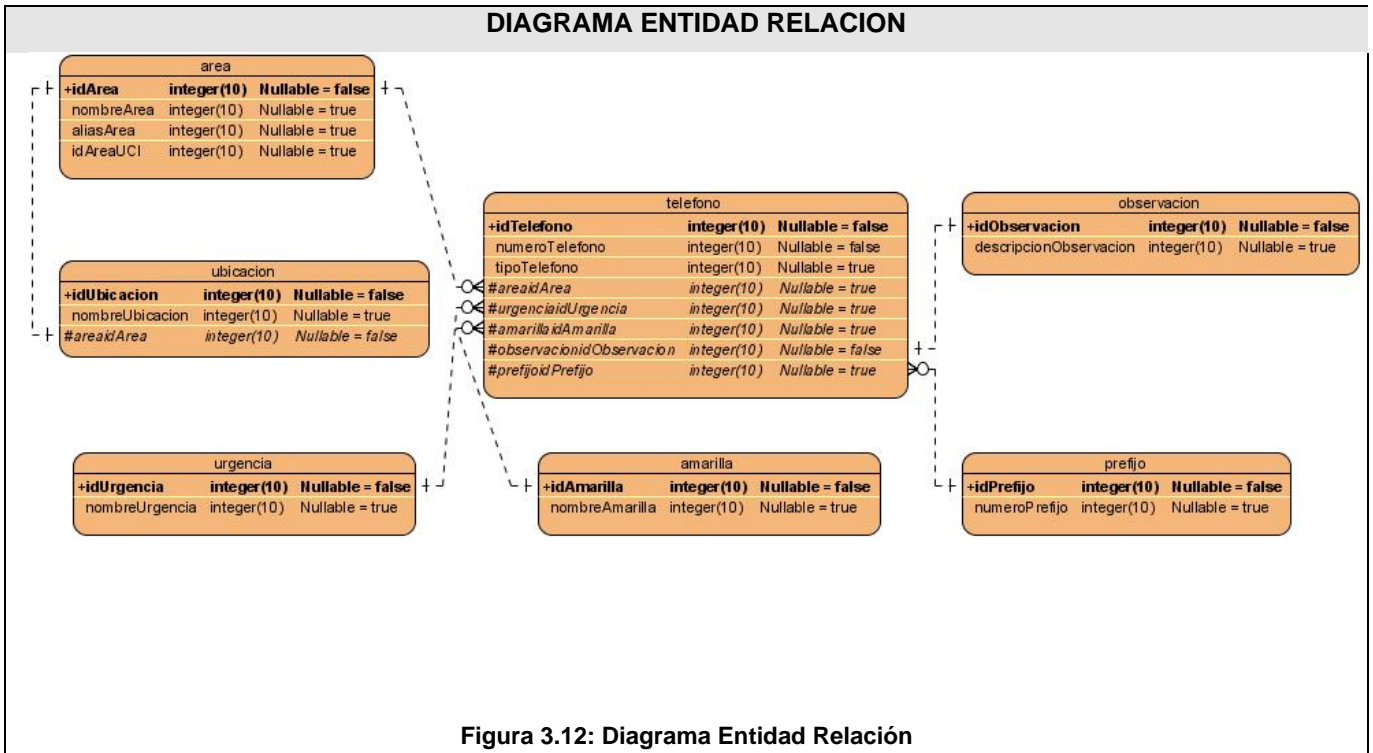 DIAGRAMA ENTIDAD RELACION
area
+idArea integer(10) Nullable = false
nombreArea integer(10) Nullable = true
aliasArea integer(10) Nullable = true
idAreaUCI integer(10) Nullable = true
telefono
+idTelefono integer(10) Nullable = false
numeroTelefono integer(10) Nullable = false
tipoTelefono integer(10) Nullable = true
#areaidArea integer(10) Nullable = true
#urgenciaidUrgencia integer(10) Nullable = true
#amarillaidAmarilla integer(10) Nullable = true
#observacionidObservacion integer(10) Nullable = false
#prefijoidPrefijo integer(10) Nullable = true
observacion
+idObservacion integer(10) Nullable = false
descripcionObservacion integer(10) Nullable = true
ubicacion
+idUbicacion integer(10) Nullable = false
nombreUbicacion integer(10) Nullable = true
#areaidArea integer(10) Nullable = false
urgencia
+idUrgencia integer(10) Nullable = false
nombreUrgencia integer(10) Nullable = true
amarilla
+idAmarilla integer(10) Nullable = false
nombreAmarilla integer(10) Nullable = true
prefijo
+idPrefijo integer(10) Nullable = false
numeroPrefijo integer(10) Nullable = true
Figura 3.12: Diagrama Entidad Relación